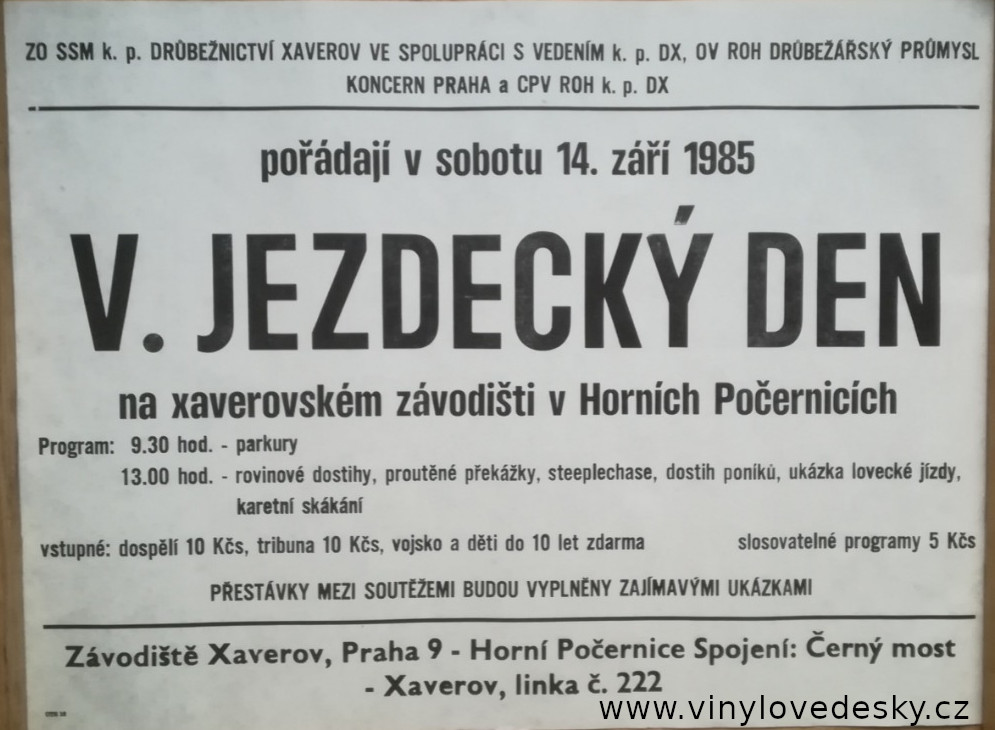 ZO SSM k. p. DRŮBEŽNICTVÍ XAVEROV VE SPOLUPRÁCI S VEDENÍM k. p. DX, OV ROH DRŮBEŽÁŘSKÝ PRŮMYSL
KONCERN PRAHA a CPV ROH k. p. DX
pořádají v sobotu 14. září 1985
V. JEZDECKÝ DEN
na xaverovském závodišti v Horních Počernicích
Program: 9.30 hod. - parkury
13.00 hod. - rovinové dostihy, proutěné překážky, steeplechase, dostih poníků, ukázka lovecké jízdy,
karetní skákání
vstupné: dospělí 10 Kčs, tribuna 10 Kčs, vojsko a děti do 10 let zdarma slosovatelné programy 5 Kčs
PŘESTÁVKY MEZI SOUTĚŽEMI BUDOU VYPLNĚNY ZAJÍMAVÝMI UKÁZKAMI
Závodiště Xaverov, Praha 9 - Horní Počernice Spojení: Černý most
- Xaverov, linka č. 222
www.vinylovedesky.cz